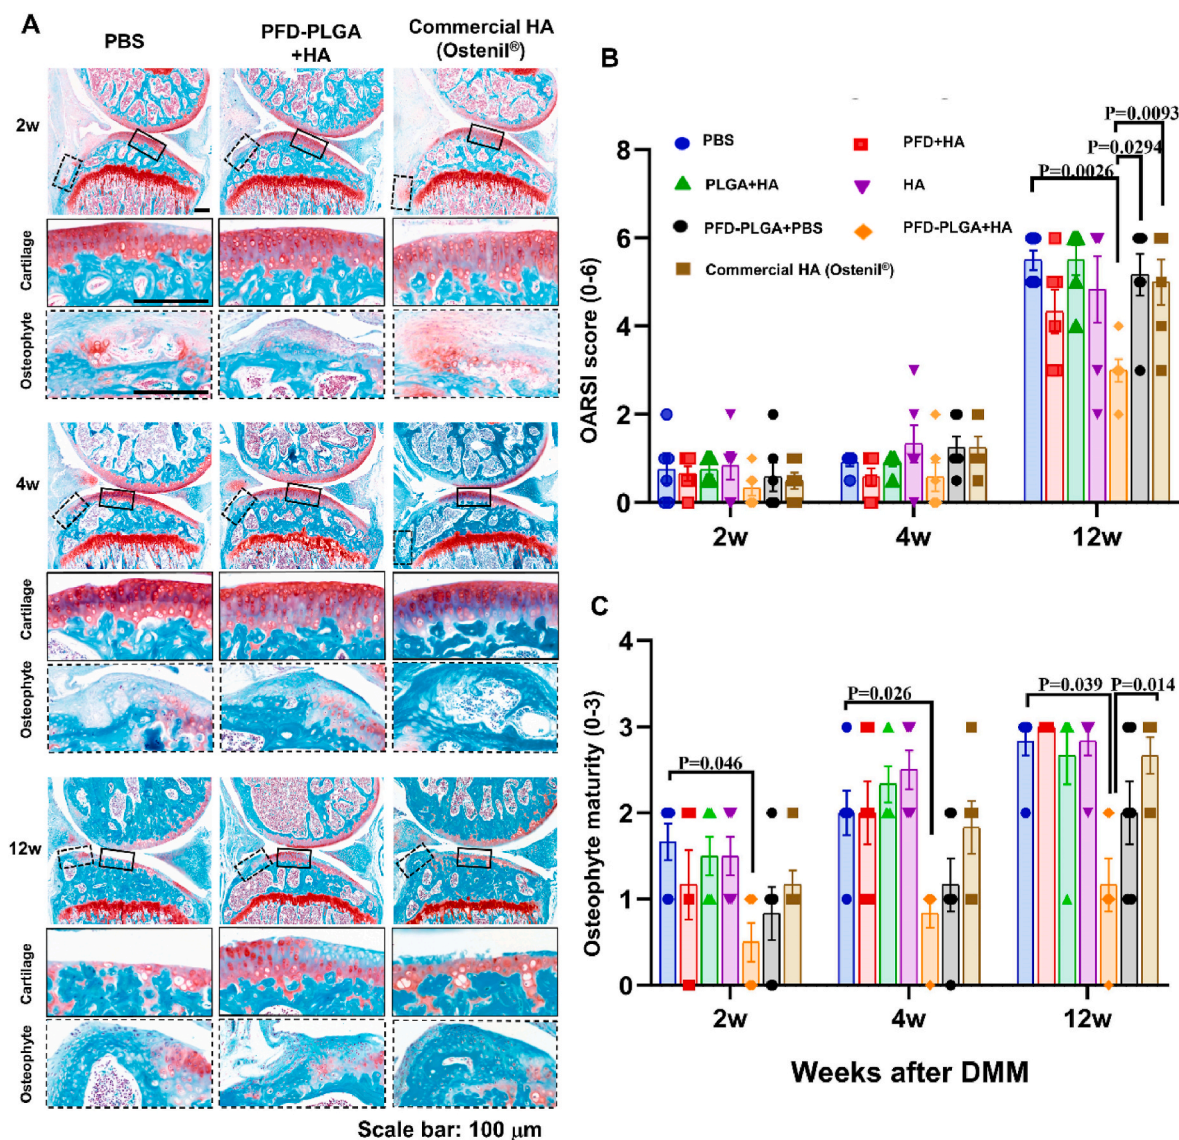 A
PBS
PFD-PLGA
+HA
Commercial HA
(Ostenil®)
2w
Cartilage
Osteophyte
4w
Cartilage
Osteophyte
12w
Cartilage
Osteophyte
Scale bar: 100 μm
B
P=0.0093
P=0.0294
P=0.0026
PBS
PFD+HA
PLGA+HA
HA
PFD-PLGA+PBS
PFD-PLGA+HA
Commercial HA (Ostenil®)
OARSI score (0-6)
8
6
4
2
0
2w
4w
12w
C
Osteophyte maturity (0-3)
4
3
2
1
0
P=0.046
P=0.026
P=0.039
P=0.014
2w
4w
12w
Weeks after DMM